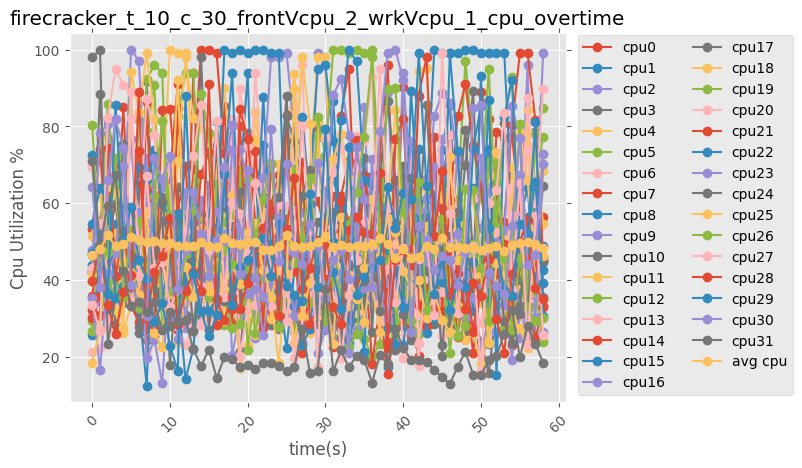 firecracker_t_10_c_30_frontVcpu_2_wrkVcpu_1_cpu_overtime
100
80
60
40
20
Cpu Utilization %
0
10
20
30
40
50
60
time(s)
cpu0
cpu1
cpu2
cpu3
cpu4
cpu5
cpu6
cpu7
cpu8
cpu9
cpu10
cpu11
cpu12
cpu13
cpu14
cpu15
cpu16
cpu17
cpu18
cpu19
cpu20
cpu21
cpu22
cpu23
cpu24
cpu25
cpu26
cpu27
cpu28
cpu29
cpu30
cpu31
avg cpu